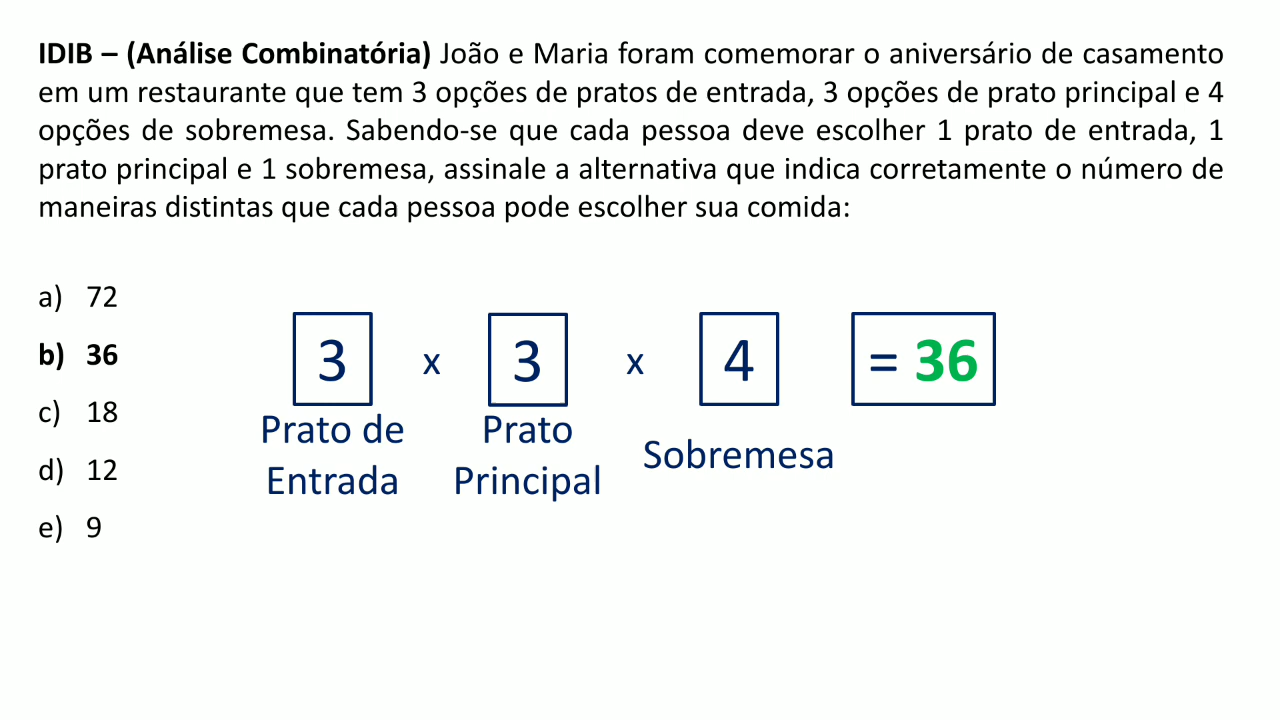 IDIB – (Análise Combinatória) João e Maria foram comemorar o aniversário de casamento
em um restaurante que tem 3 opções de pratos de entrada, 3 opções de prato principal e 4
opções de sobremesa. Sabendo-se que cada pessoa deve escolher 1 prato de entrada, 1
prato principal e 1 sobremesa, assinale a alternativa que indica corretamente o número de
maneiras distintas que cada pessoa pode escolher sua comida:
a) 72
b) 36
c) 18
d) 12
e) 9
3 x 3 x 4 = 36
Prato de
Entrada
Prato
Principal
Sobremesa